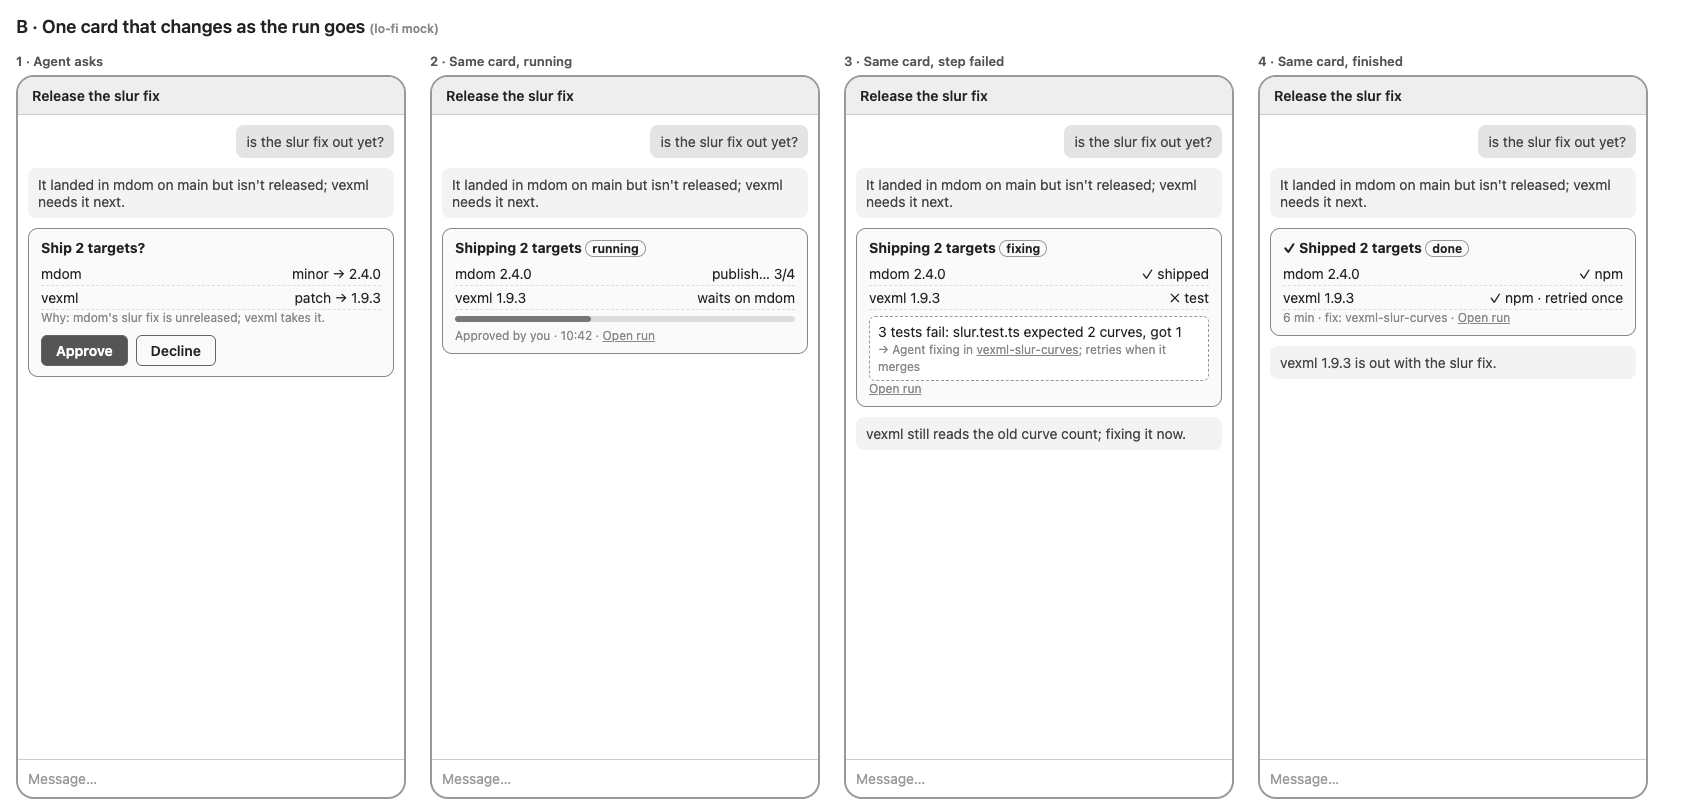 B · One card that changes as the run goes (lo-fi mock)
1 · Agent asks
Release the slur fix
is the slur fix out yet?
It landed in mdom on main but isn't released; vexml
needs it next.
Ship 2 targets?
mdom minor → 2.4.0
vexml patch → 1.9.3
Why: mdom's slur fix is unreleased; vexml takes it.
Approve Decline
Message...
2 · Same card, running
Release the slur fix
is the slur fix out yet?
It landed in mdom on main but isn't released; vexml
needs it next.
Shipping 2 targets running
mdom 2.4.0 publish... 3/4
vexml 1.9.3 waits on mdom
Approved by you · 10:42 · Open run
Message...
3 · Same card, step failed
Release the slur fix
is the slur fix out yet?
It landed in mdom on main but isn't released; vexml
needs it next.
Shipping 2 targets fixing
mdom 2.4.0 ✓ shipped
vexml 1.9.3 ✕ test
3 tests fail: slur.test.ts expected 2 curves, got 1
→ Agent fixing in vexml-slur-curves; retries when it
merges
Open run
vexml still reads the old curve count; fixing it now.
Message...
4 · Same card, finished
Release the slur fix
is the slur fix out yet?
It landed in mdom on main but isn't released; vexml
needs it next.
✓ Shipped 2 targets done
mdom 2.4.0 ✓ npm
vexml 1.9.3 ✓ npm · retried once
6 min · fix: vexml-slur-curves · Open run
vexml 1.9.3 is out with the slur fix.
Message...